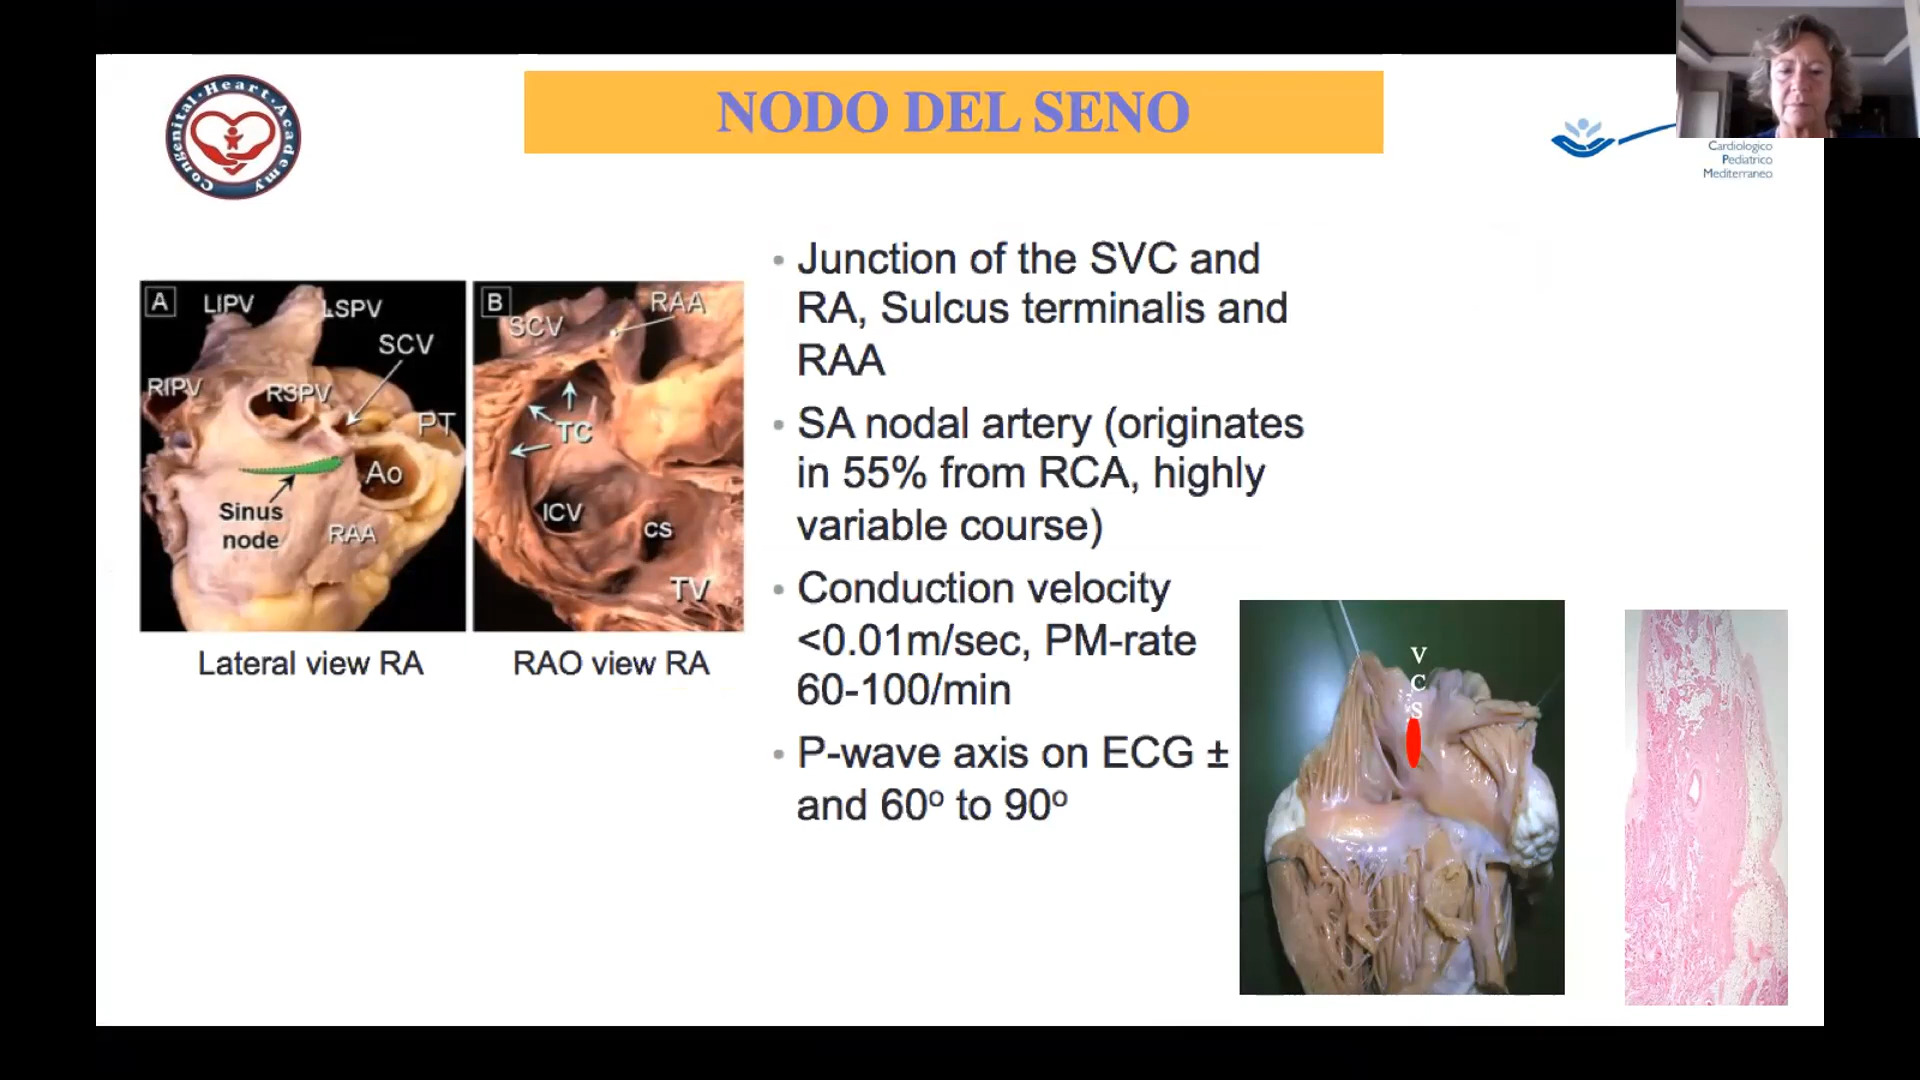 Congenital·Heart·Academy
NODO DEL SENO
Cardiologico
Pediatrico
Mediterraneo
A
LIPV
LSPV
SCV
RIPV
RSPV
PT
Ao
Sinus
node
RAA
Lateral view RA
B
SCV
RAA
TC
ICV
CS
TV
RAO view RA
• Junction of the SVC and
RA, Sulcus terminalis and
RAA
• SA nodal artery (originates
in 55% from RCA, highly
variable course)
• Conduction velocity
<0.01m/sec, PM-rate
60-100/min
• P-wave axis on ECG ±
and 60º to 90º
V
C
S